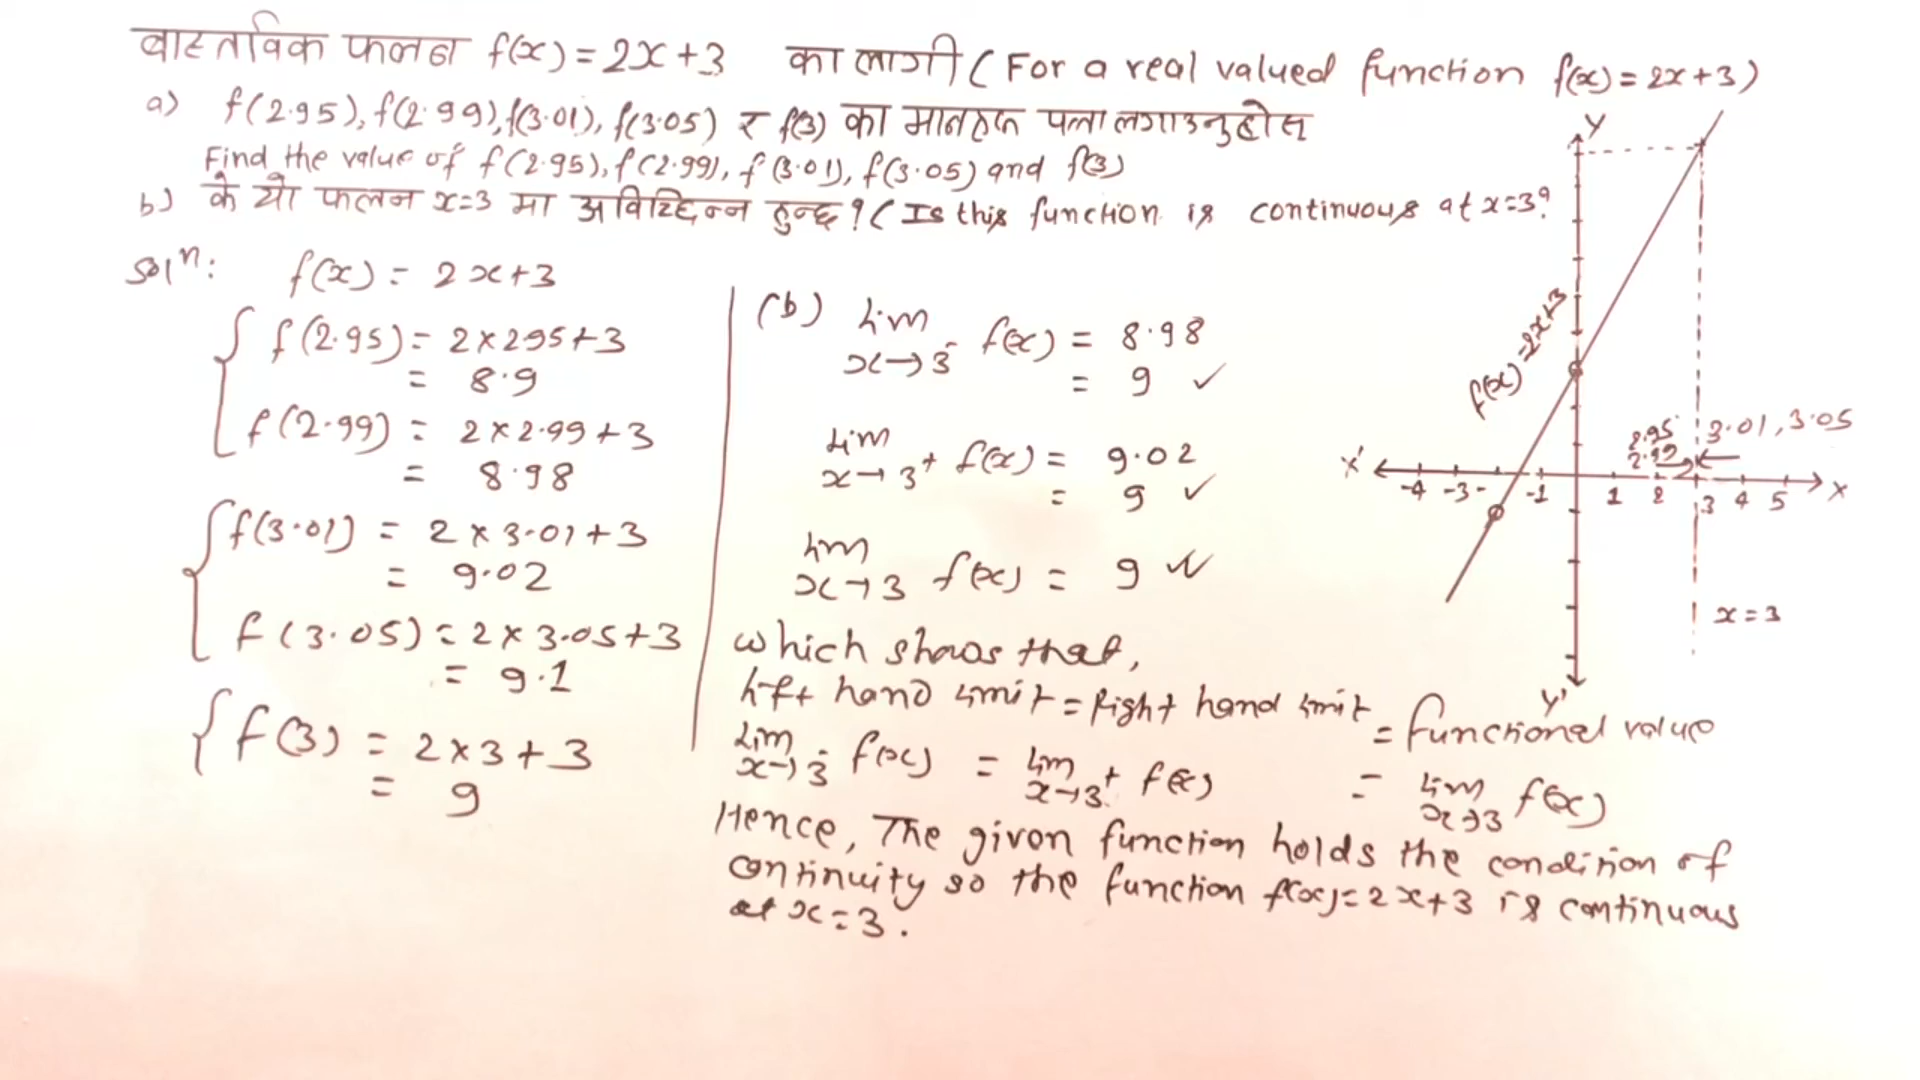 वास्तविक फलन f(x) = 2x+3 का लागी ( For a real valued function f(x) = 2x+3 )
a) f(2.95), f(2.99), f(3.01), f(3.05) र f(3) का मानहरू पत्ता लगाउनुहोस
Find the value of f(2.95), f(2.99), f(3.01), f(3.05) and f(3)
b) के यो फलन x=3 मा अविच्छिन्न हुन्छ ? ( Is this function is continuous at x=3?
Solⁿ: f(x) = 2x+3
f(2.95) = 2×2.95+3
= 8.9
f(2.99) = 2×2.99+3
= 8.98
f(3.01) = 2×3.01+3
= 9.02
f(3.05) = 2×3.05+3
= 9.1
f(3) = 2×3+3
= 9
(b) lim x→3⁻ f(x) = 8.98
= 9 ✓
lim x→3⁺ f(x) = 9.02
= 9 ✓
lim x→3 f(x) = 9 ✓
which shows that,
left hand limit = Right hand limit = functional value
lim x→3⁻ f(x) = lim x→3⁺ f(x) = lim x→3 f(x)
Hence, The given function holds the condition of
continuity so the function f(x)=2x+3 is continuous
at x=3.
Y
f(x) = 2x+3
2.95
2.99
3.01, 3.05
X' X
-4 -3 - -1 1 2 3 4 5
x=3
Y'